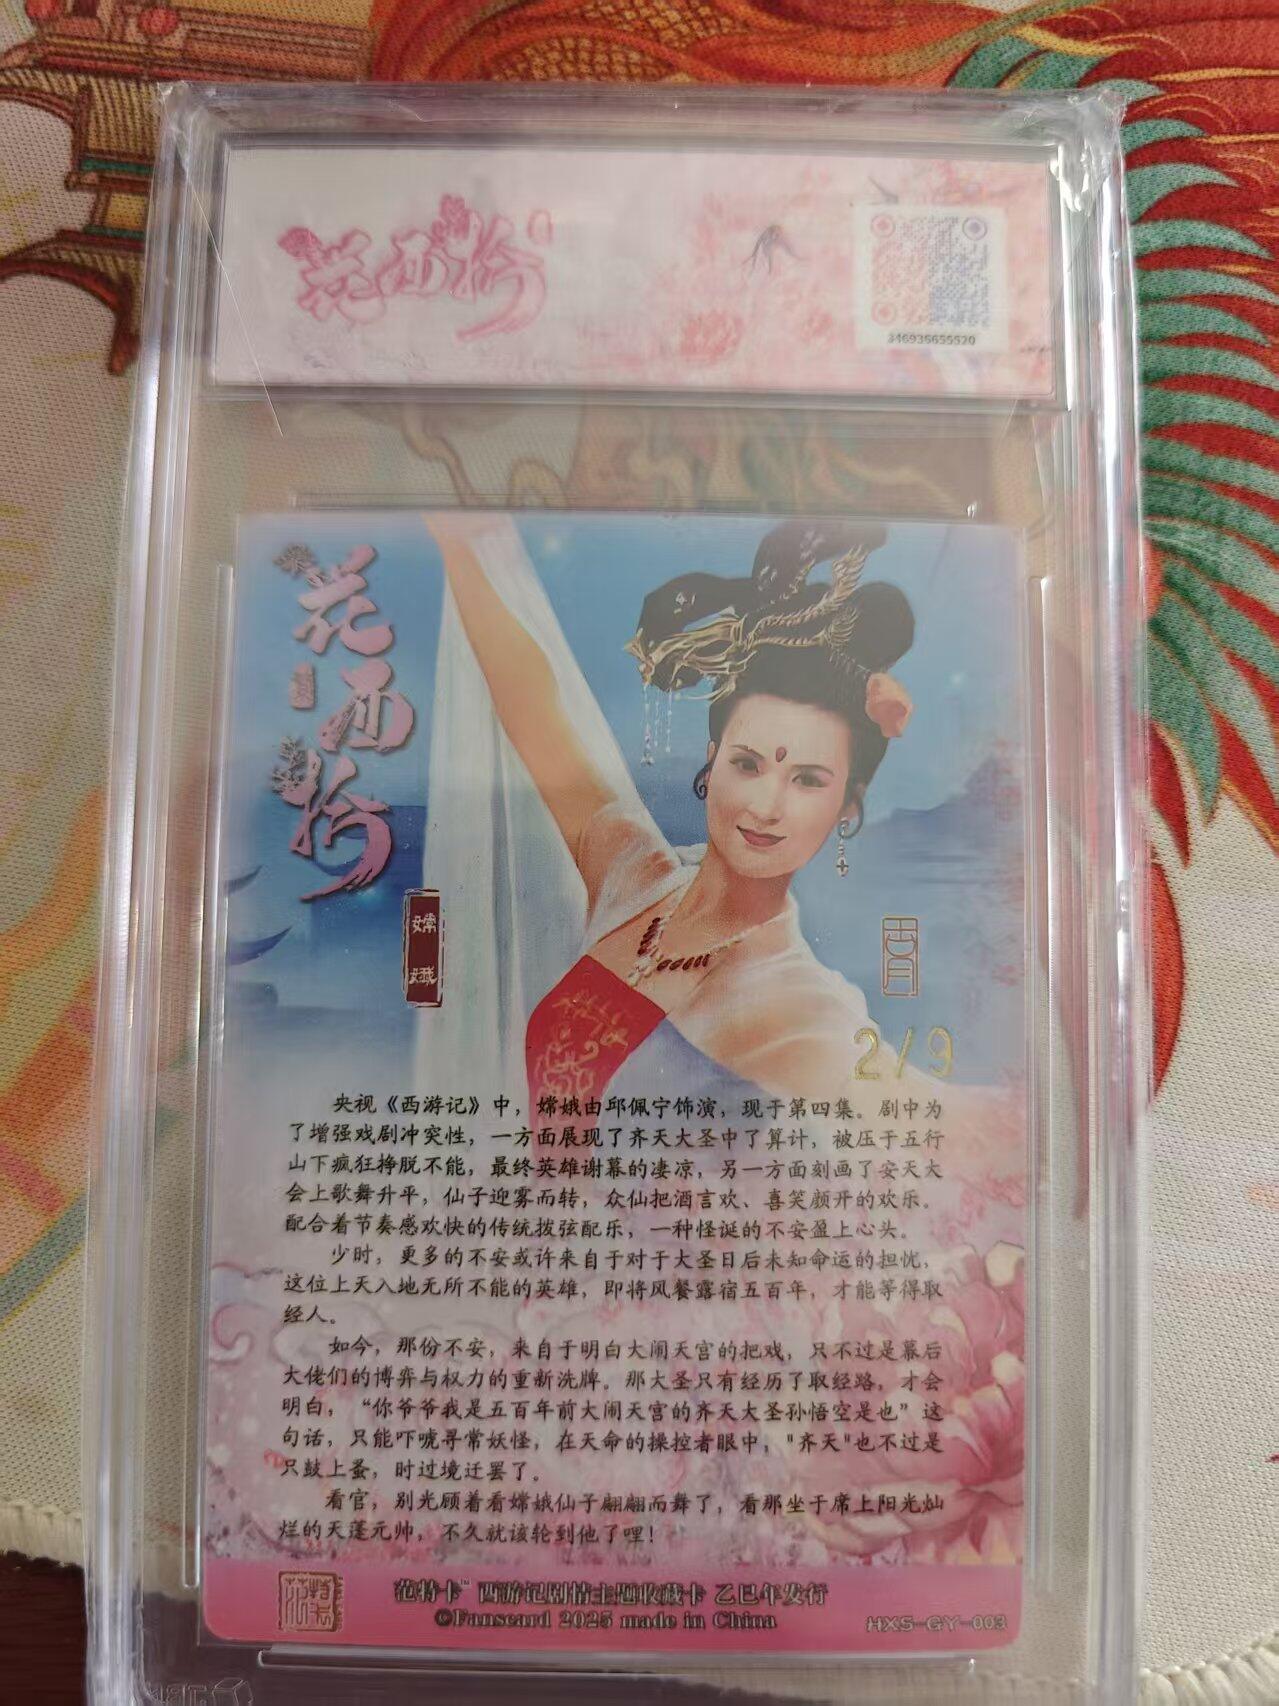 花西拾
346935655520
花西拾
嫦娥
2/9
央视《西游记》中，嫦娥由邱佩宁饰演，现于第四集。剧中为
了增强戏剧冲突性，一方面展现了齐天大圣中了算计，被压于五行
山下疯狂挣脱不能，最终英雄谢幕的凄凉，另一方面刻画了安天大
会上歌舞升平，仙子迎雾而转，众仙把酒言欢、喜笑颜开的欢乐。
配合着节奏感欢快的传统拨弦配乐，一种怪诞的不安盈上心头。
少时，更多的不安或许来自于对于大圣日后未知命运的担忧，
这位上天入地无所不能的英雄，即将风餐露宿五百年，才能等得取
经人。
如今，那份不安，来自于明白大闹天宫的把戏，只不过是幕后
大佬们的博弈与权力的重新洗牌。那大圣只有经历了取经路，才会
明白，“你爷爷我是五百年前大闹天宫的齐天大圣孙悟空是也”这
句话，只能吓唬寻常妖怪，在天命的操控者眼中，"齐天"也不过是
只鼓上蚤，时过境迁罢了。
看官，别光顾着看嫦娥仙子翩翩而舞了，看那坐于席上阳光灿
烂的天蓬元帅，不久就该轮到他了哩！
范特卡™ 西游记剧情主题收藏卡 乙巳年发行
©Fanscard 2025 made in China
HXS-GY-003